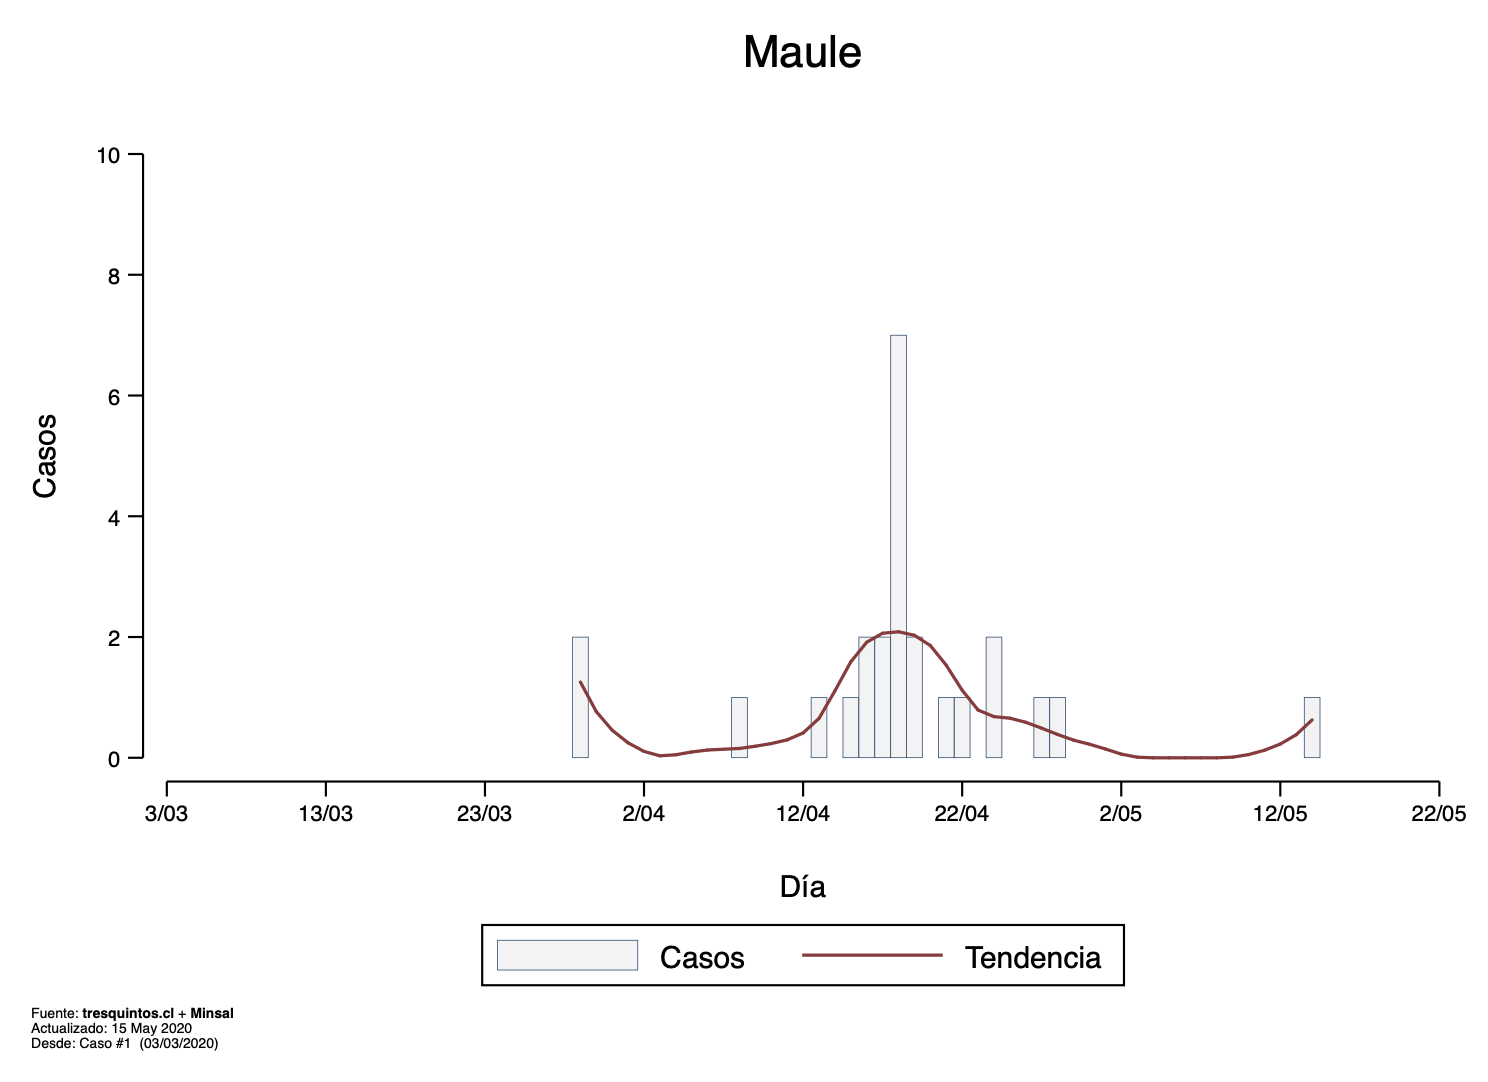 Maule
Casos
10
8
6
4
2
0
3/03 13/03 23/03 2/04 12/04 22/04 2/05 12/05 22/05
Día
Casos Tendencia
Fuente: tresquintos.cl + Minsal
Actualizado: 15 May 2020
Desde: Caso #1 (03/03/2020)